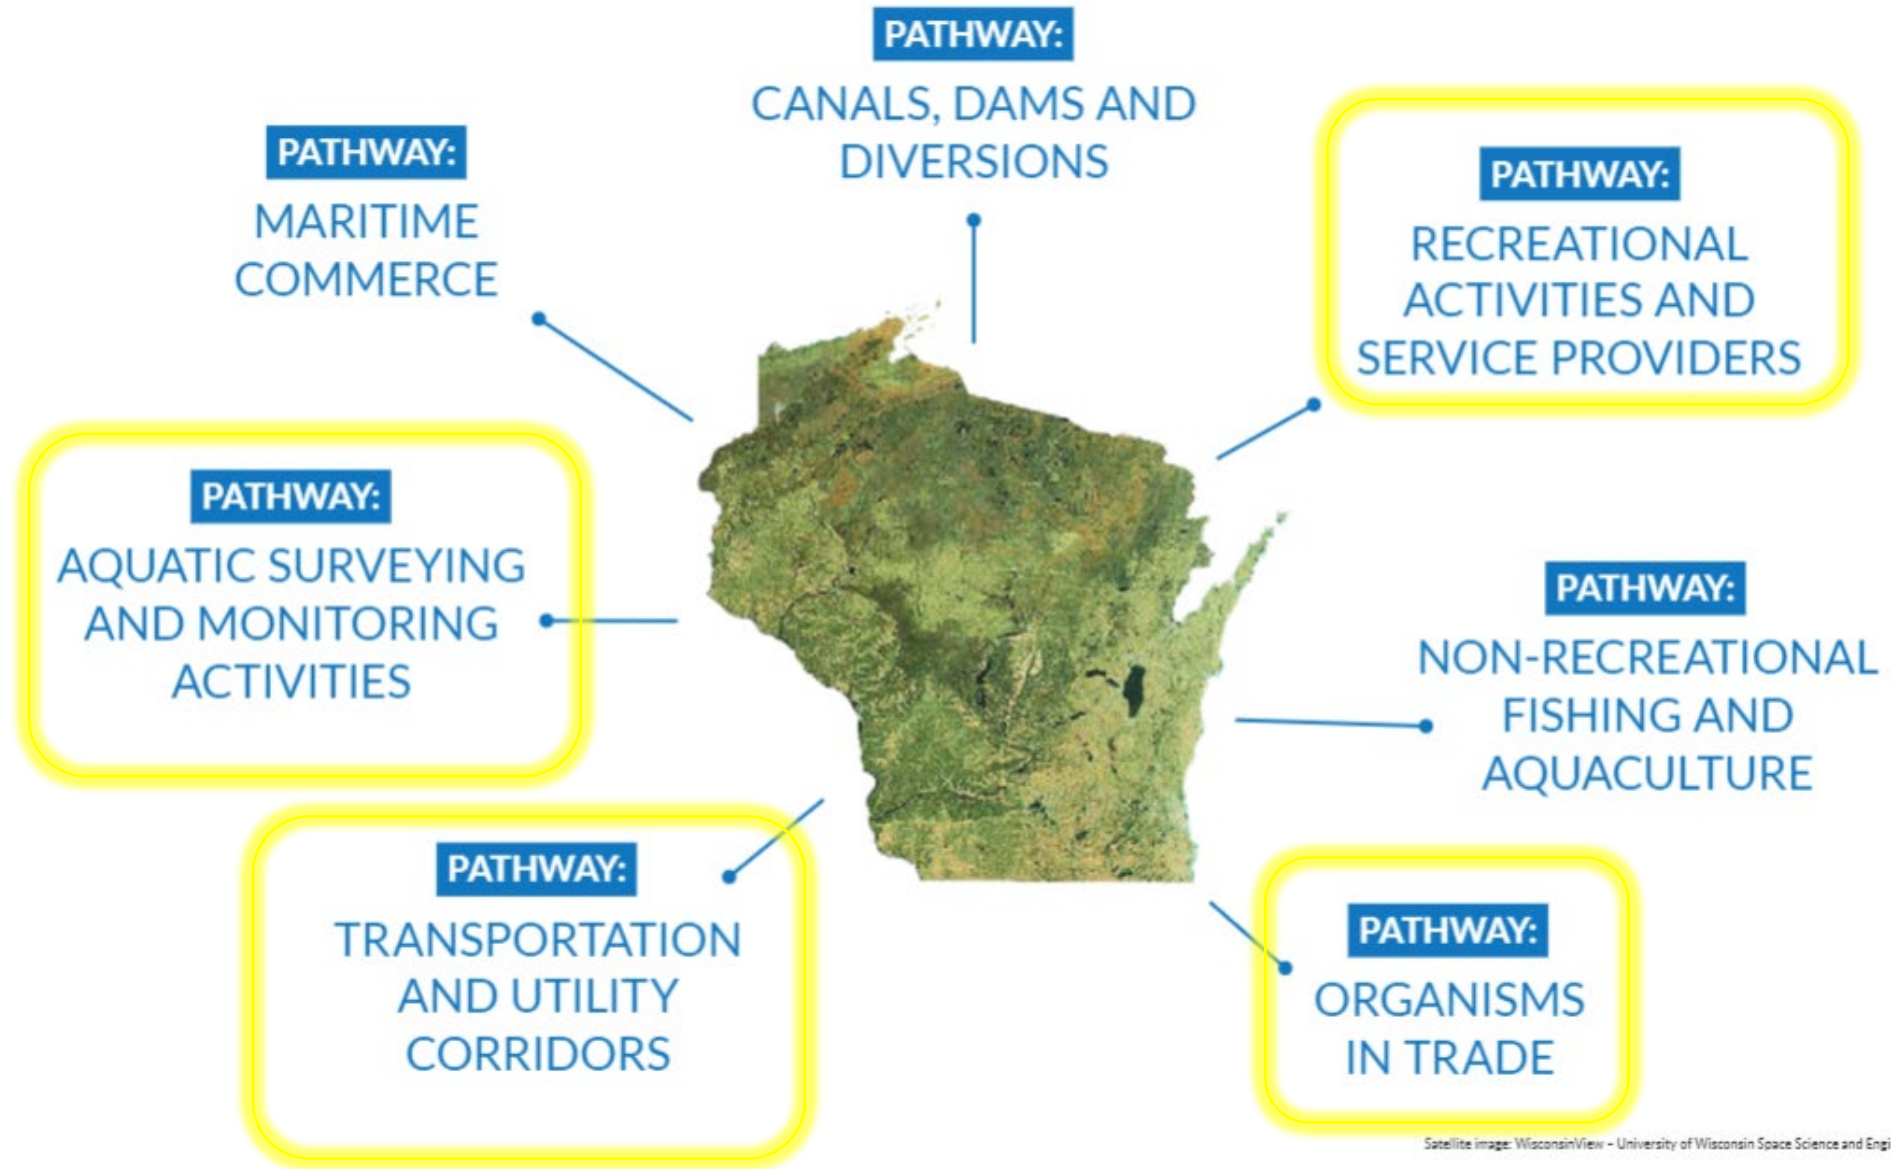 PATHWAY:
CANALS, DAMS AND
DIVERSIONS
PATHWAY:
MARITIME
COMMERCE
PATHWAY:
RECREATIONAL
ACTIVITIES AND
SERVICE PROVIDERS
PATHWAY:
AQUATIC SURVEYING
AND MONITORING
ACTIVITIES
PATHWAY:
NON-RECREATIONAL
FISHING AND
AQUACULTURE
PATHWAY:
TRANSPORTATION
AND UTILITY
CORRIDORS
PATHWAY:
ORGANISMS
IN TRADE
Satellite image: WisconsinView – University of Wisconsin Space Science and Engi